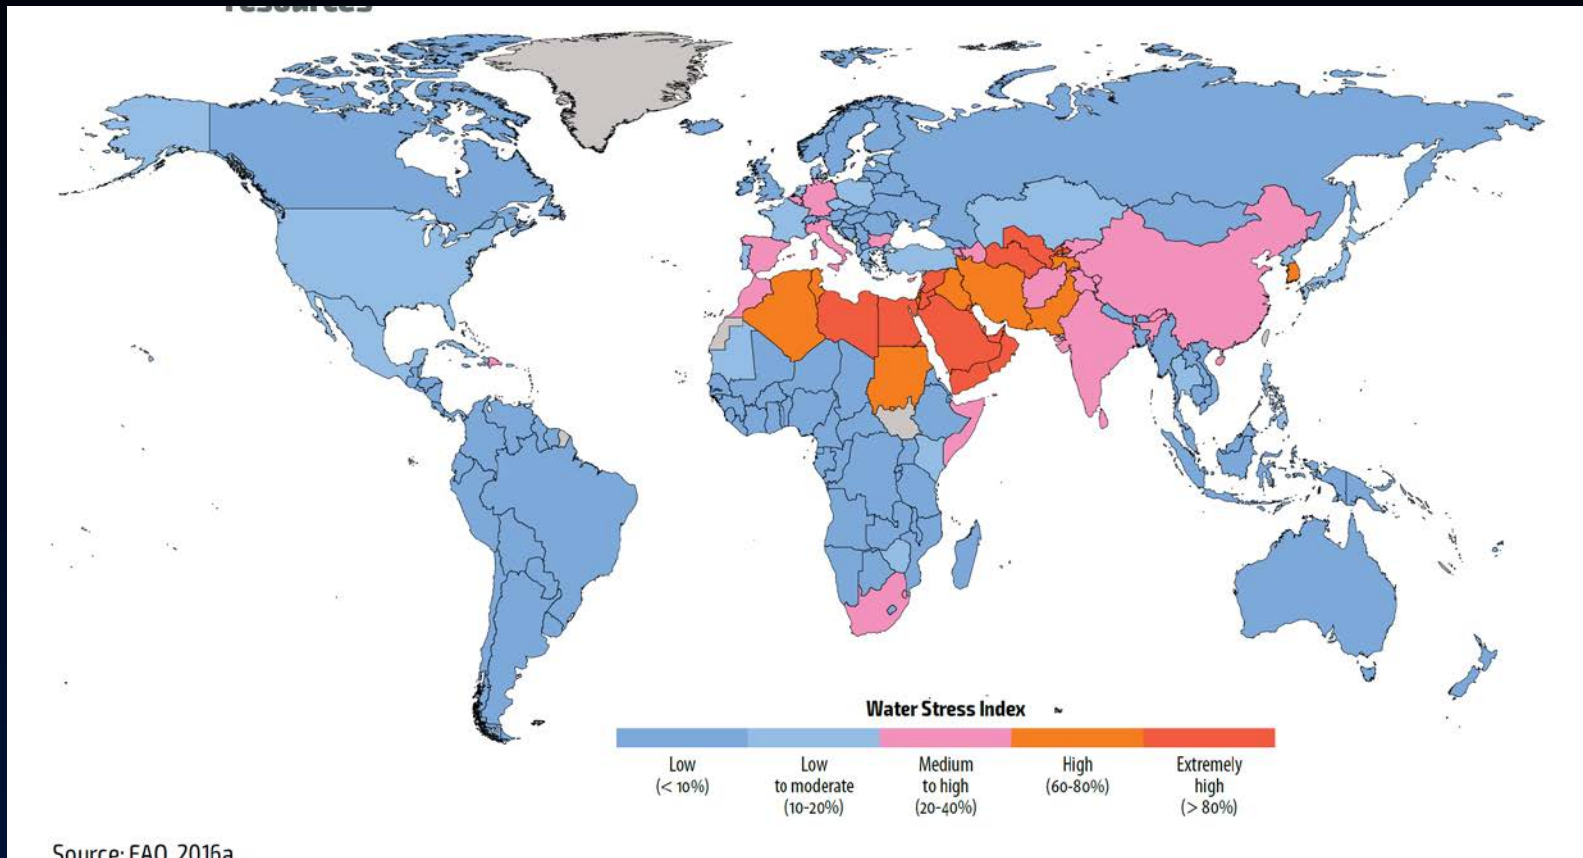 resources
Water Stress Index
Low
(< 10%)
Low
to moderate
(10-20%)
Medium
to high
(20-40%)
High
(60-80%)
Extremely
high
(> 80%)
Source: FAO, 2016a